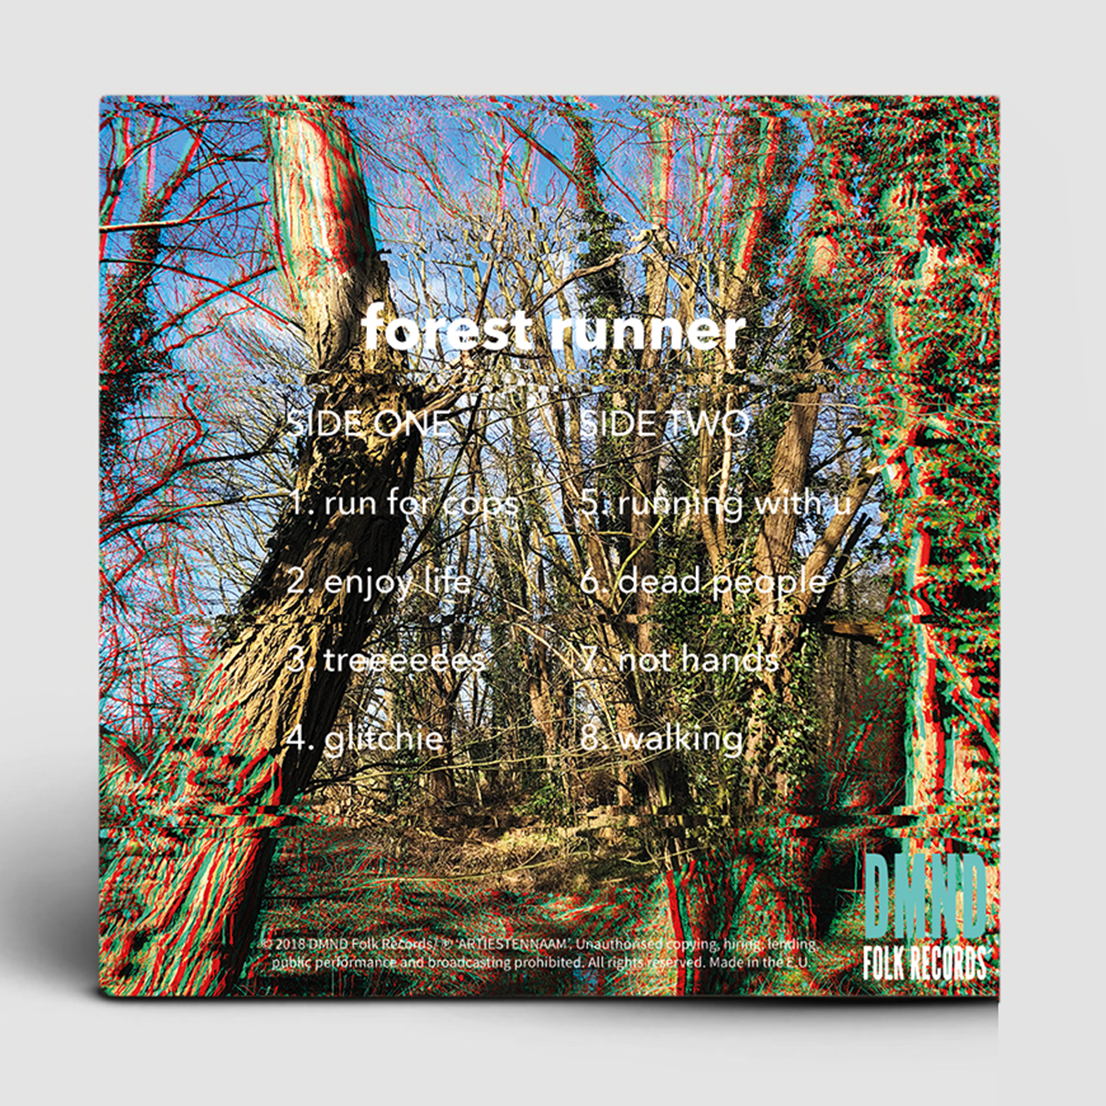 forest runner
SIDE ONE
1. run for cops
2. enjoy life
3. treeeeees
4. glitchie
SIDE TWO
5. running with u
6. dead people
7. not hands
8. walking
© 2018 DMND Folk Records/ ℗ 'ARTIESTENNAAM'. Unauthorised copying, hiring, lending,
public performance and broadcasting prohibited. All rights reserved. Made in the E.U.
DMND
FOLK RECORDS